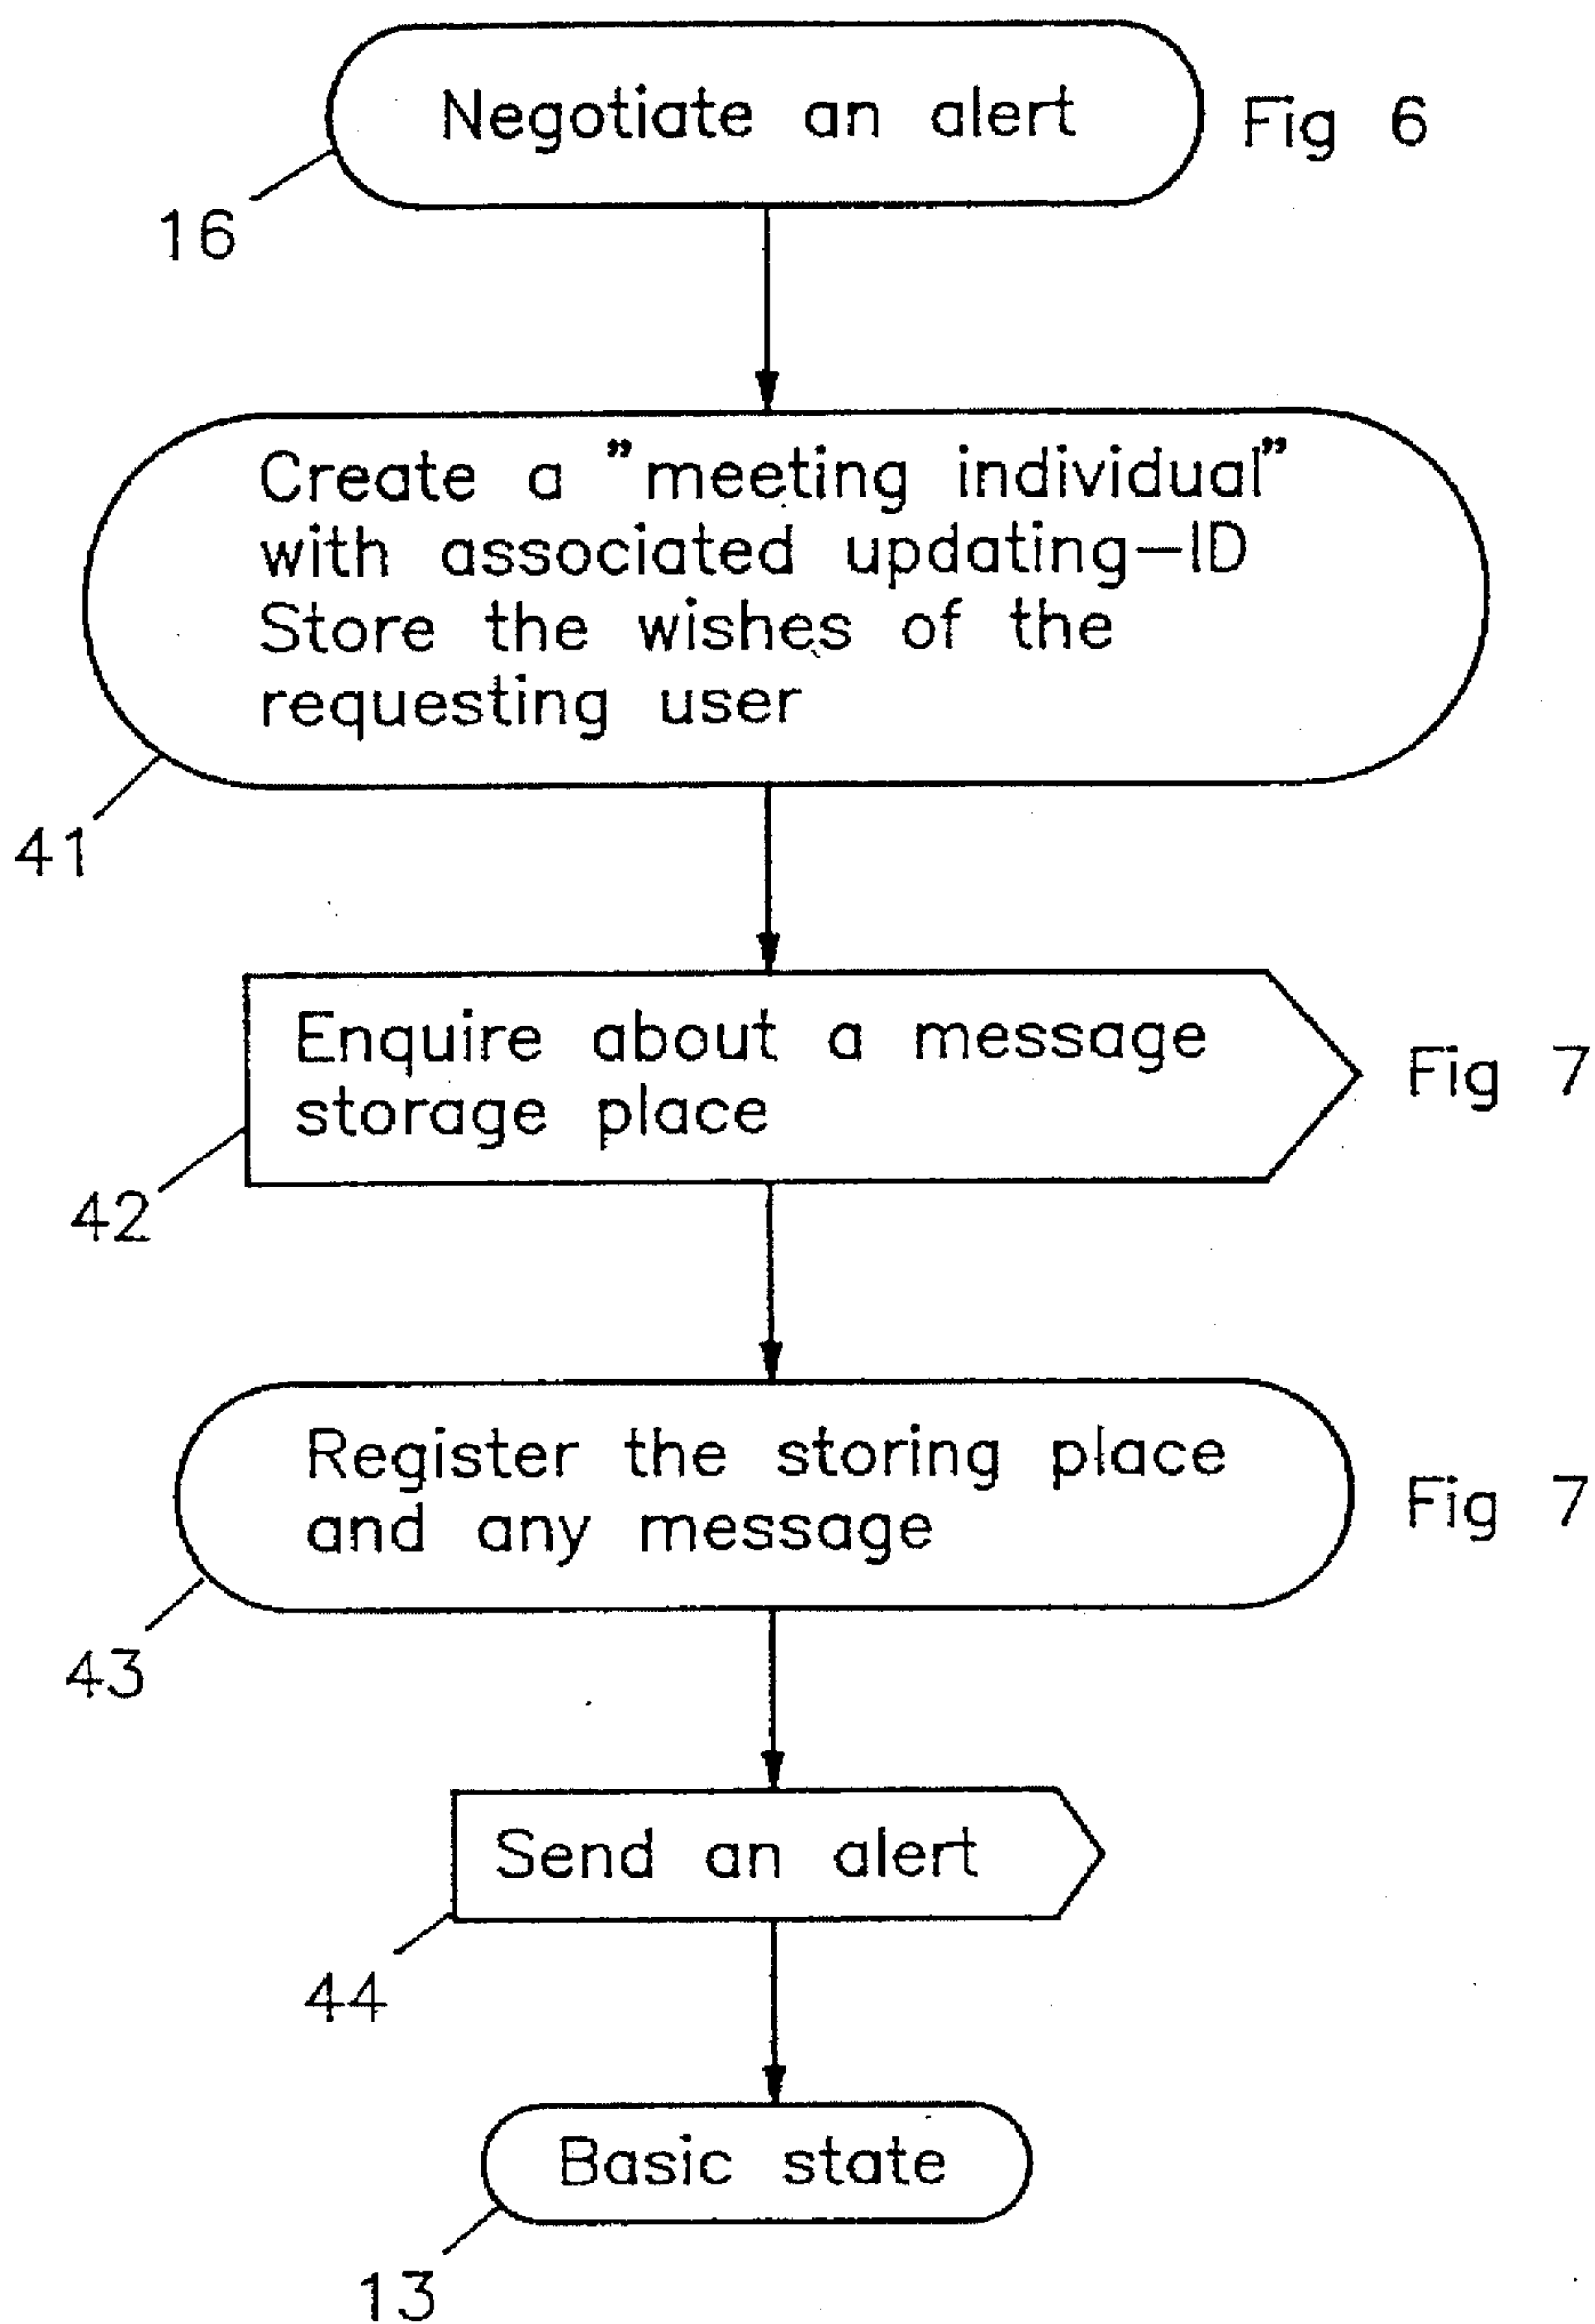 Negotiate an alert
Fig 6
16
Create a "meeting individual"
with associated updating-ID
Store the wishes of the
requesting user
41
Enquire about a message
storage place
Fig 7
42
Register the storing place
and any message
Fig 7
43
Send an alert
44
Basic state
13